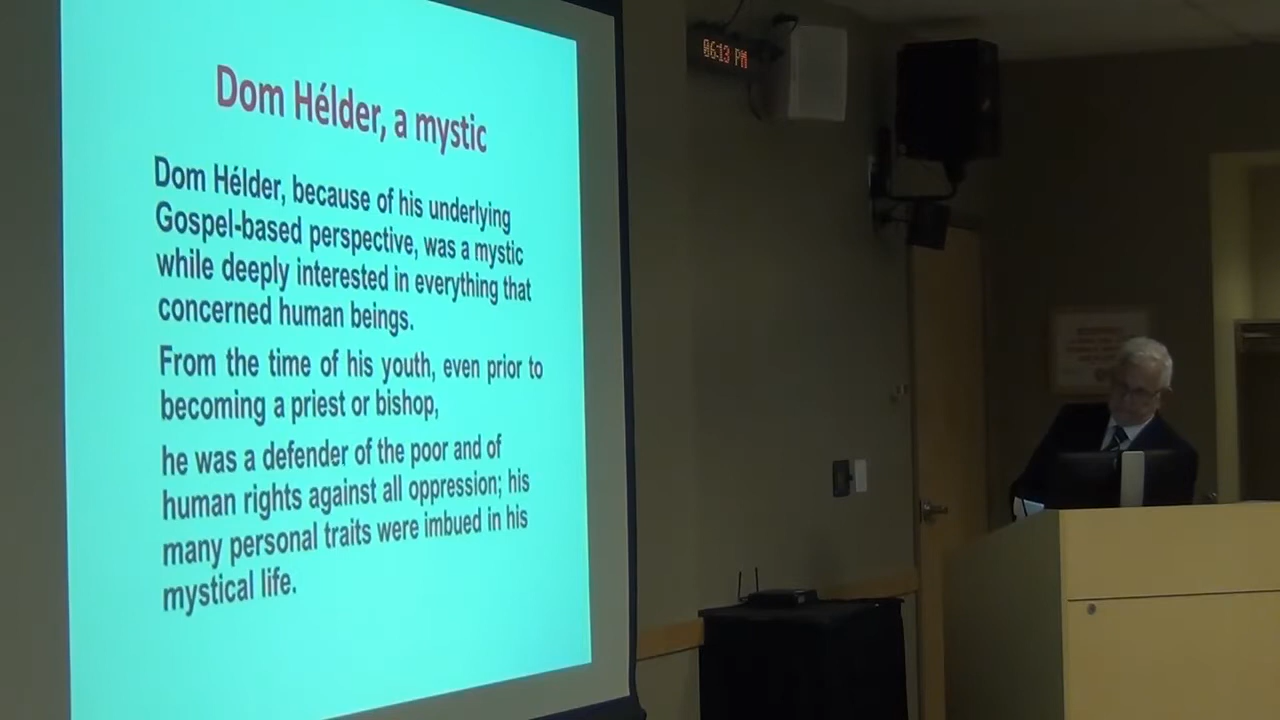 Dom Hélder, a mystic
Dom Hélder, because of his underlying
Gospel-based perspective, was a mystic
while deeply interested in everything that
concerned human beings.
From the time of his youth, even prior to
becoming a priest or bishop,
he was a defender of the poor and of
human rights against all oppression; his
many personal traits were imbued in his
mystical life.
06:13 PM